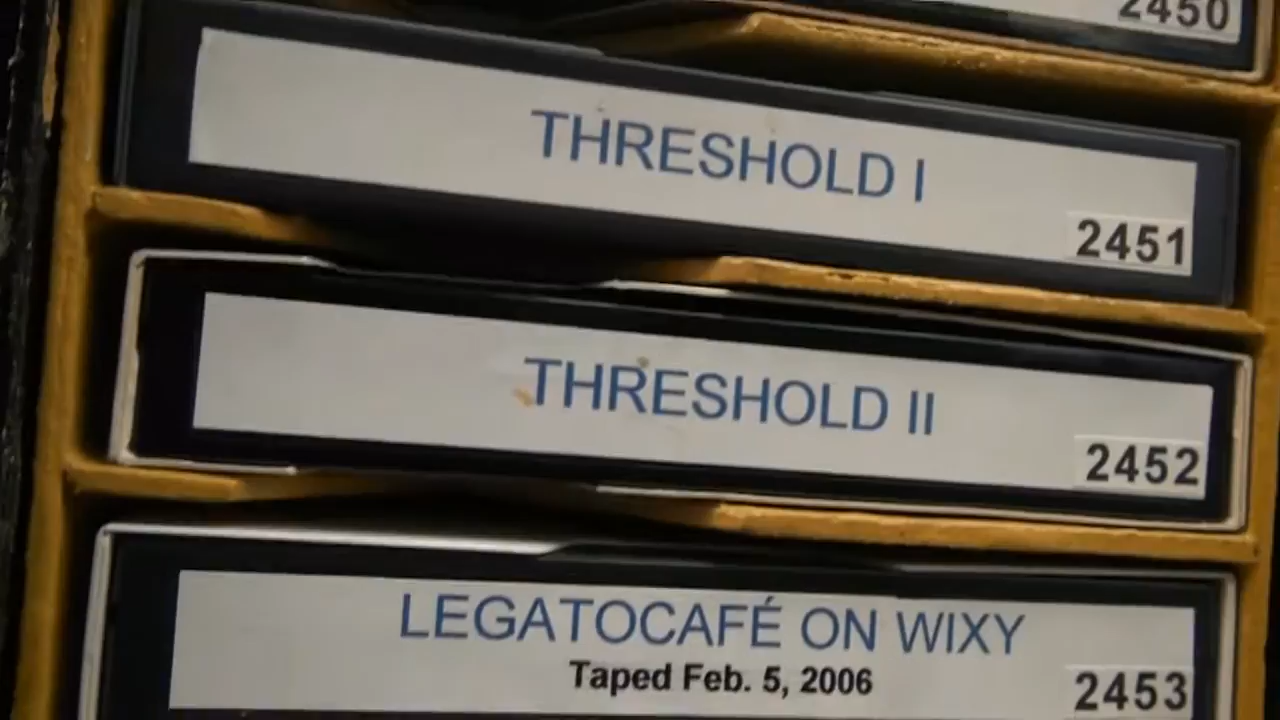 2450
THRESHOLD I
2451
THRESHOLD II
2452
LEGATOCAFÉ ON WIXY
Taped Feb. 5, 2006
2453